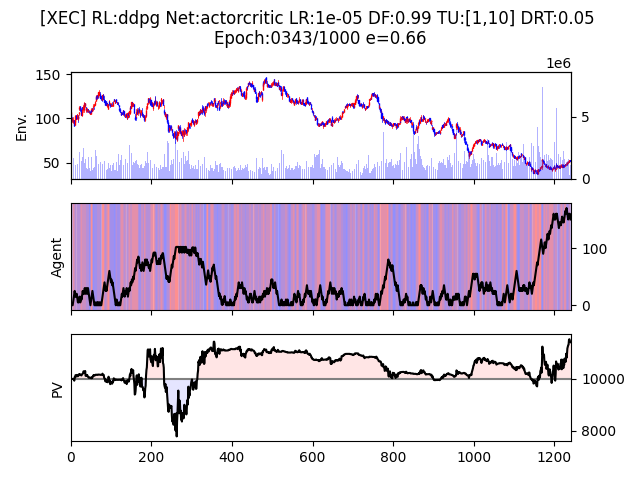 [XEC] RL:ddpg Net:actorcritic LR:1e-05 DF:0.99 TU:[1,10] DRT:0.05
Epoch:0343/1000 e=0.66
1e6
150
100
50
Env.
5
0
Agent
100
0
PV
10000
8000
0 200 400 600 800 1000 1200